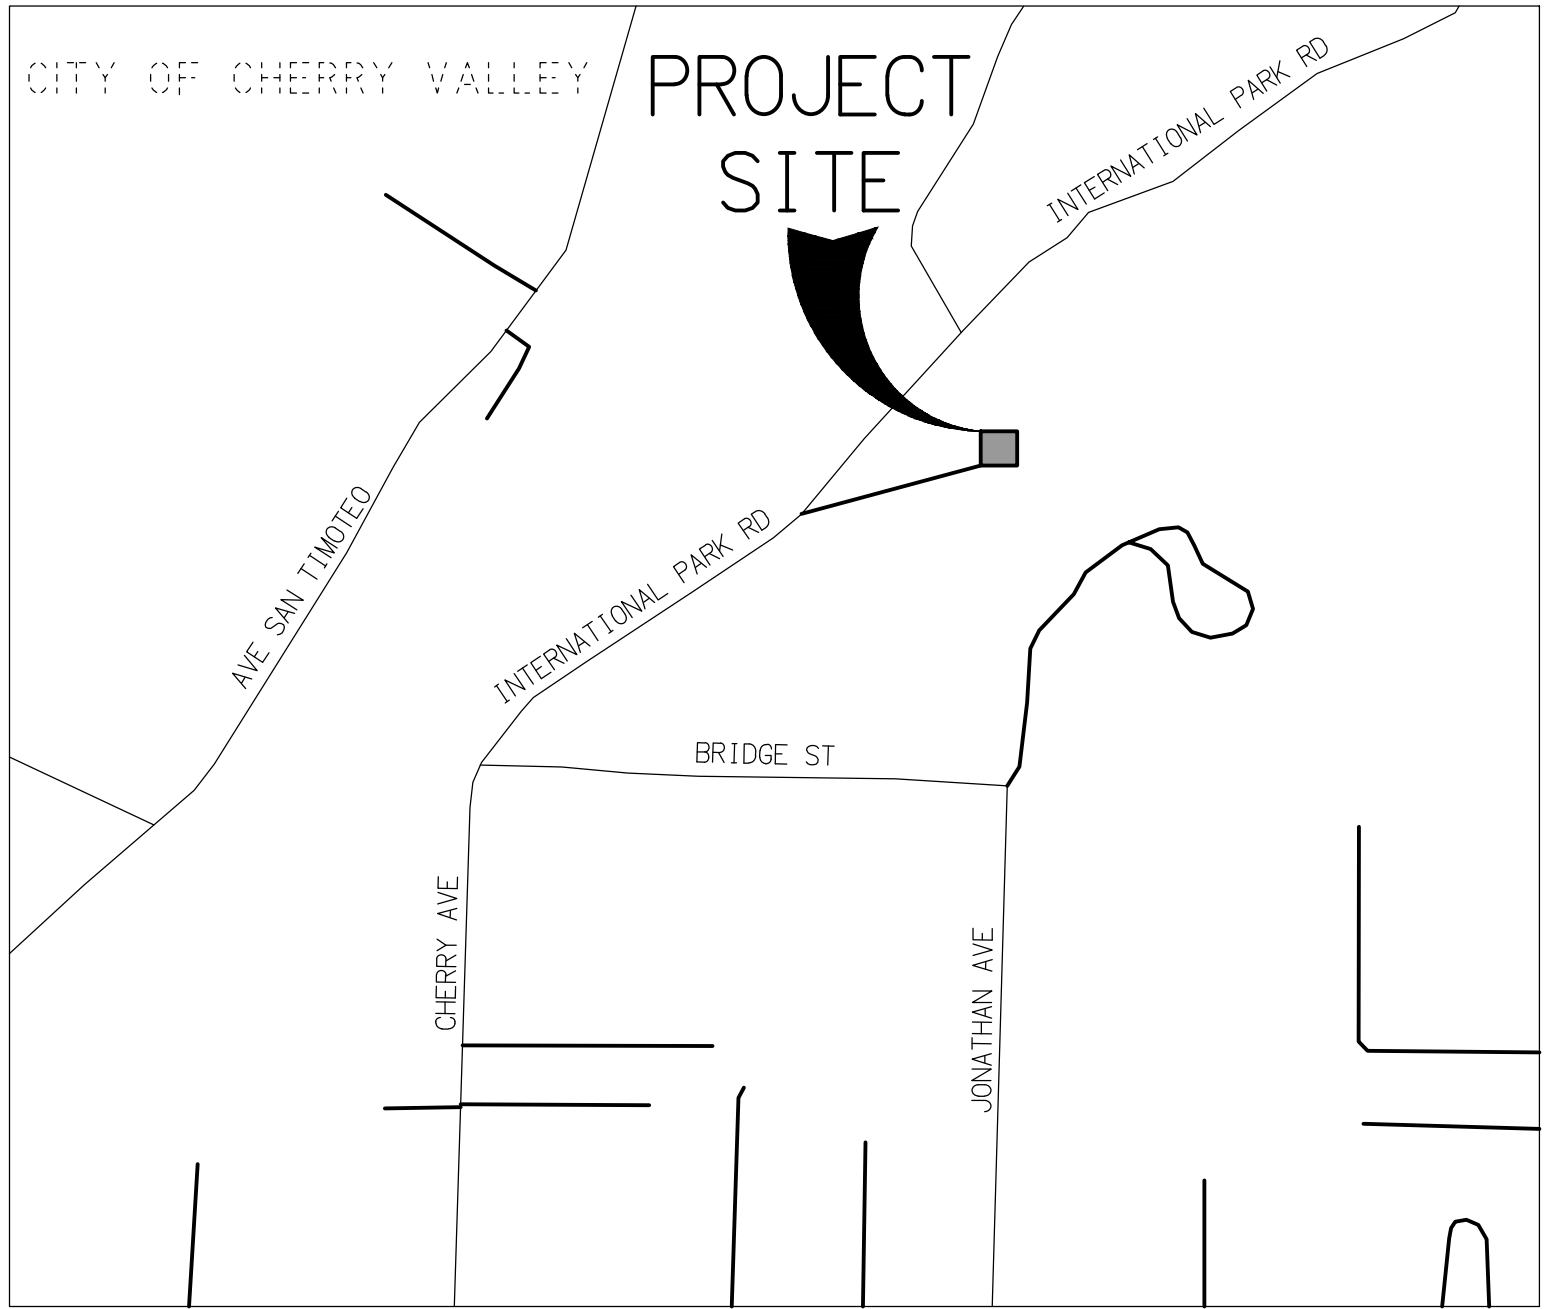 CITY OF CHERRY VALLEY
PROJECT
SITE
INTERNATIONAL PARK RD
AVE SAN TIMOTEO
INTERNATIONAL PARK RD
BRIDGE ST
CHERRY AVE
JONATHAN AVE